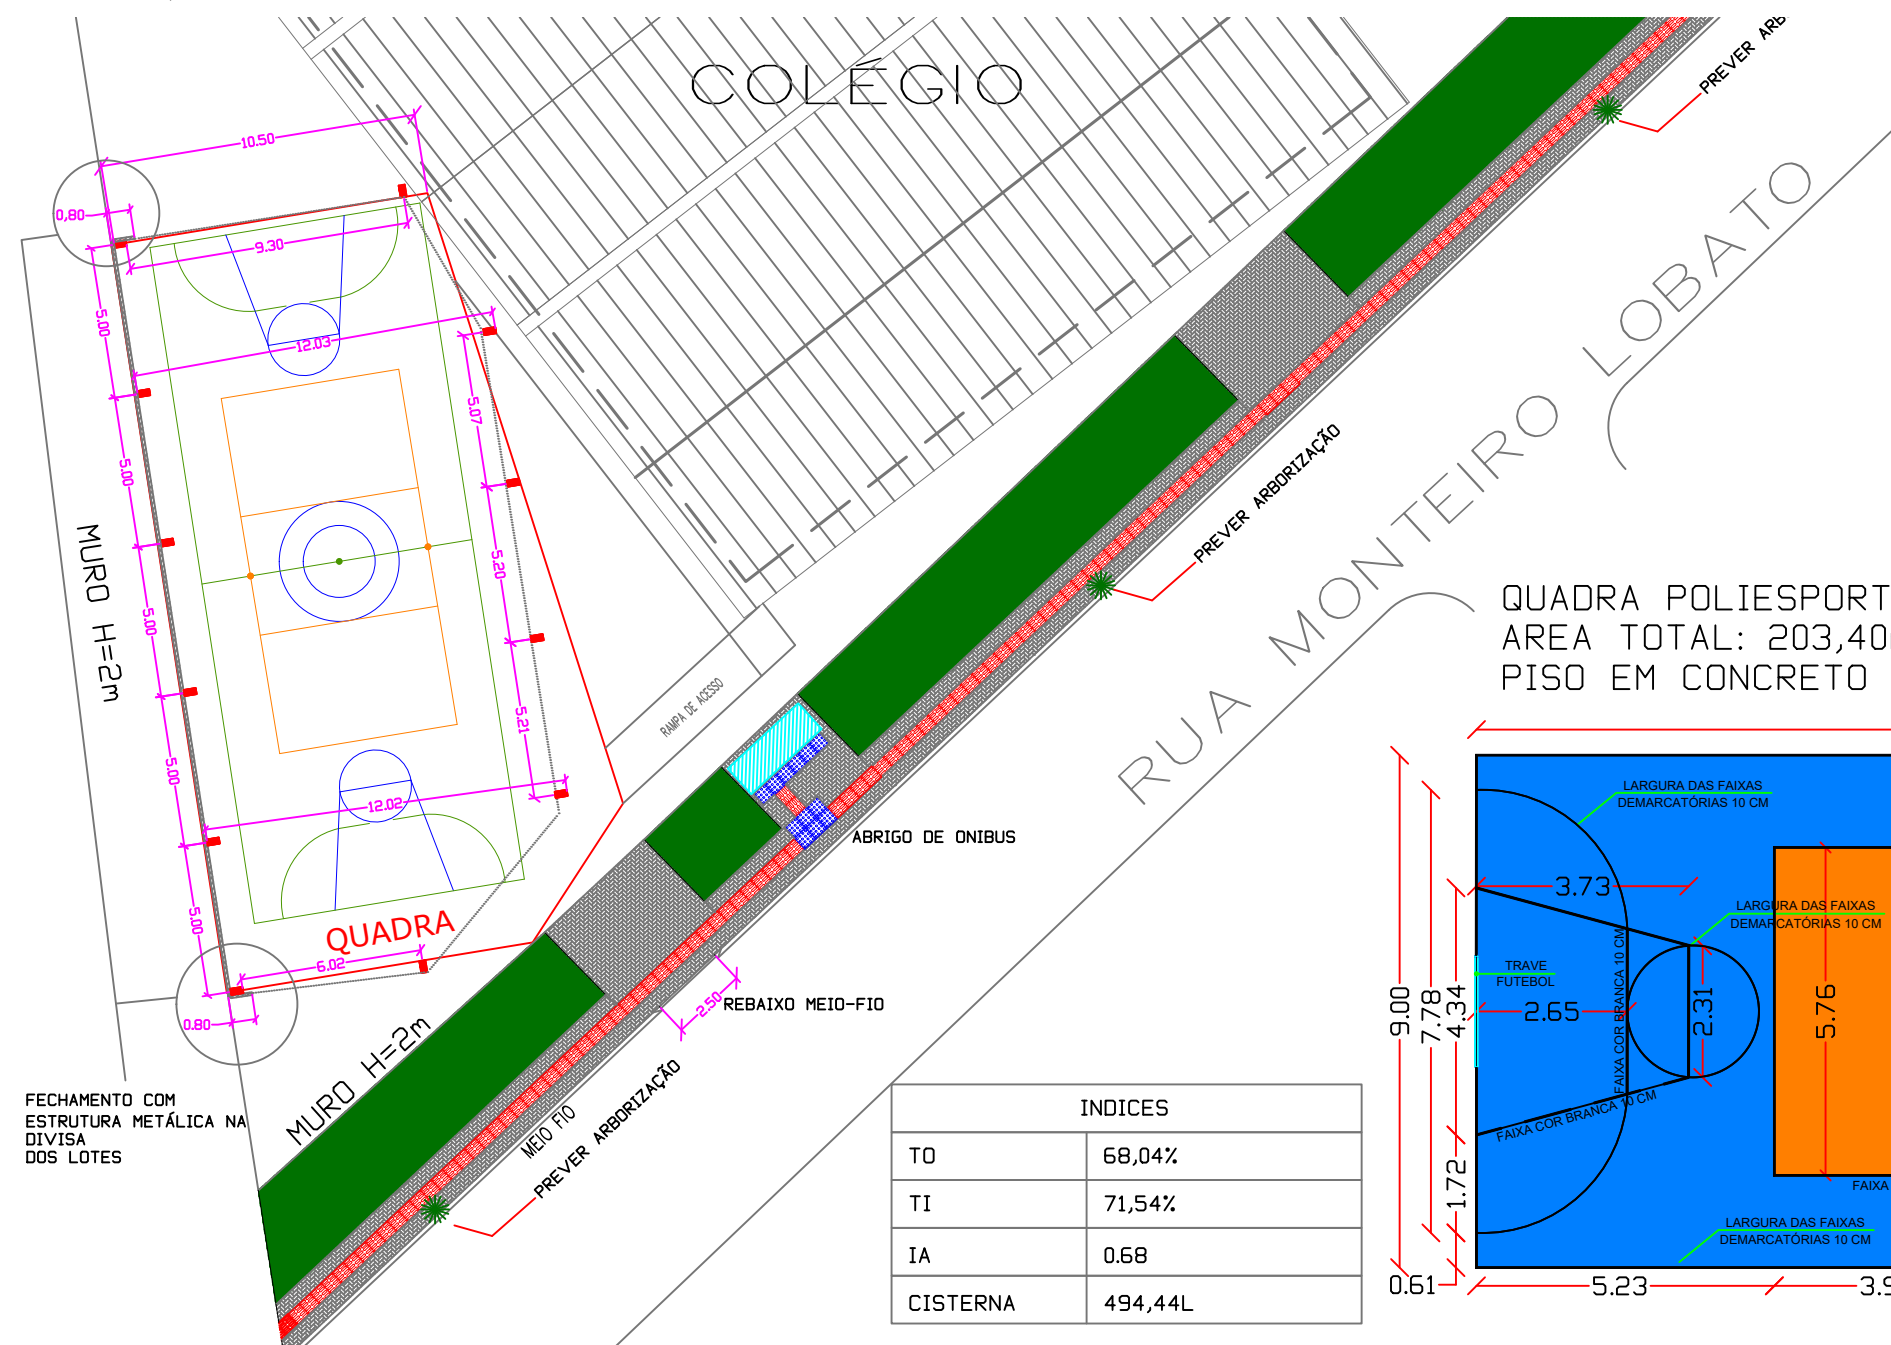 COLÉGIO
PREVER ARB
10.50
0,80
9.30
5.00
12.03
5.07
5.00
5.20
5.00
5.21
5.00
12.02
5.00
6.02
0.80
MURO H=2m
QUADRA
RAMPA DE ACESSO
ABRIGO DE ONIBUS
PREVER ARBORIZAÇÃO
RUA MONTEIRO LOBATO
2.50
REBAIXO MEIO-FIO
MURO H=2m
MEIO FIO
PREVER ARBORIZAÇÃO
FECHAMENTO COM
ESTRUTURA METÁLICA NA
DIVISA
DOS LOTES
INDICES
TO 68,04%
TI 71,54%
IA 0.68
CISTERNA 494,44L
QUADRA POLIESPORT
AREA TOTAL: 203,40
PISO EM CONCRETO
LARGURA DAS FAIXAS
DEMARCATÓRIAS 10 CM
3.73
LARGURA DAS FAIXAS
DEMARCATÓRIAS 10 CM
TRAVE
FUTEBOL
9.00
7.78
4.34
2.65
FAIXA COR BRANCA 10 CM
2.31
5.76
FAIXA COR BRANCA 10 CM
1.72
FAIXA
LARGURA DAS FAIXAS
DEMARCATÓRIAS 10 CM
0.61
5.23
3.9